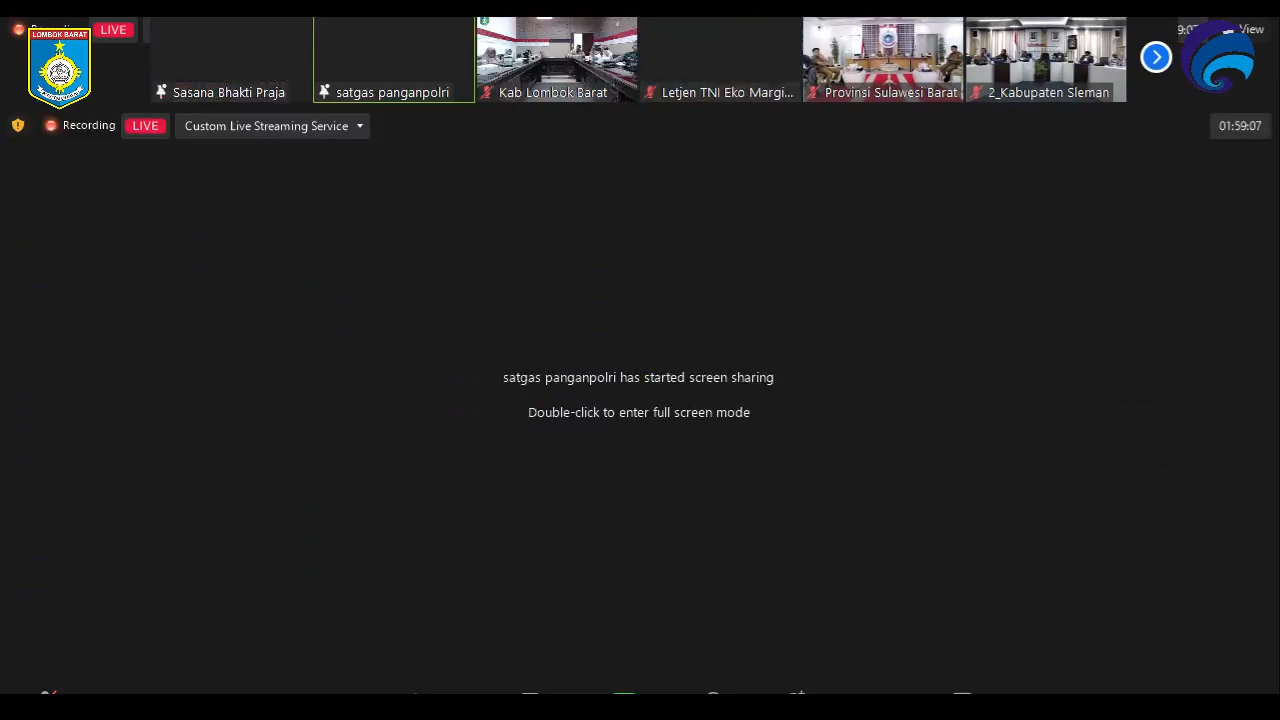 LIVE
View
LOMBOK BARAT
Sasana Bhakti Praja
satgas panganpolri
Kab Lombok Barat
Letjen TNI Eko Margi...
Provinsi Sulawesi Barat
2_Kabupaten Sleman
Recording
LIVE
Custom Live Streaming Service
01:59:07
satgas panganpolri has started screen sharing
Double-click to enter full screen mode